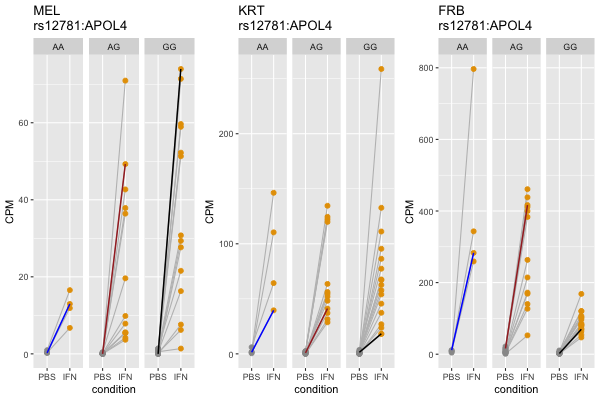 MEL
rs12781:APOL4
AA AG GG
60
40
20
0
CPM
PBS IFN PBS IFN PBS IFN
condition
KRT
rs12781:APOL4
AA AG GG
200
100
0
CPM
PBS IFN PBS IFN PBS IFN
condition
FRB
rs12781:APOL4
AA AG GG
800
600
400
200
0
CPM
PBS IFN PBS IFN PBS IFN
condition